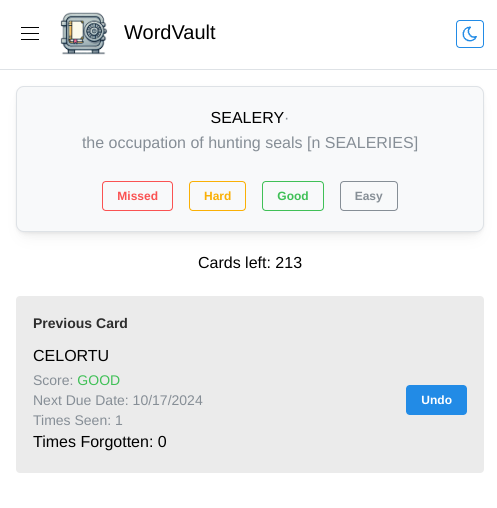 WordVault
SEALERY·
the occupation of hunting seals [n SEALERIES]
Missed Hard Good Easy
Cards left: 213
Previous Card
CELORTU
Score: GOOD
Next Due Date: 10/17/2024
Times Seen: 1
Times Forgotten: 0
Undo